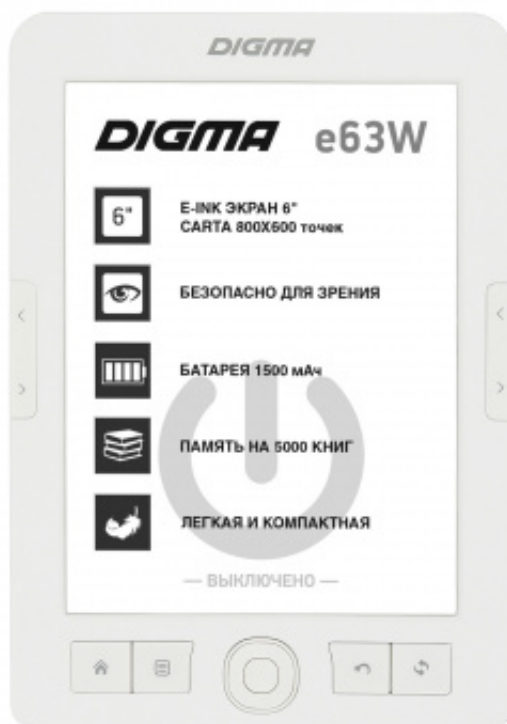 DIGMA
DIGMA e63W
6"
E-INK ЭКРАН 6"
CARTA 800X600 точек
БЕЗОПАСНО ДЛЯ ЗРЕНИЯ
БАТАРЕЯ 1500 мАч
ПАМЯТЬ НА 5000 КНИГ
ЛЕГКАЯ И КОМПАКТНАЯ
— ВЫКЛЮЧЕНО —